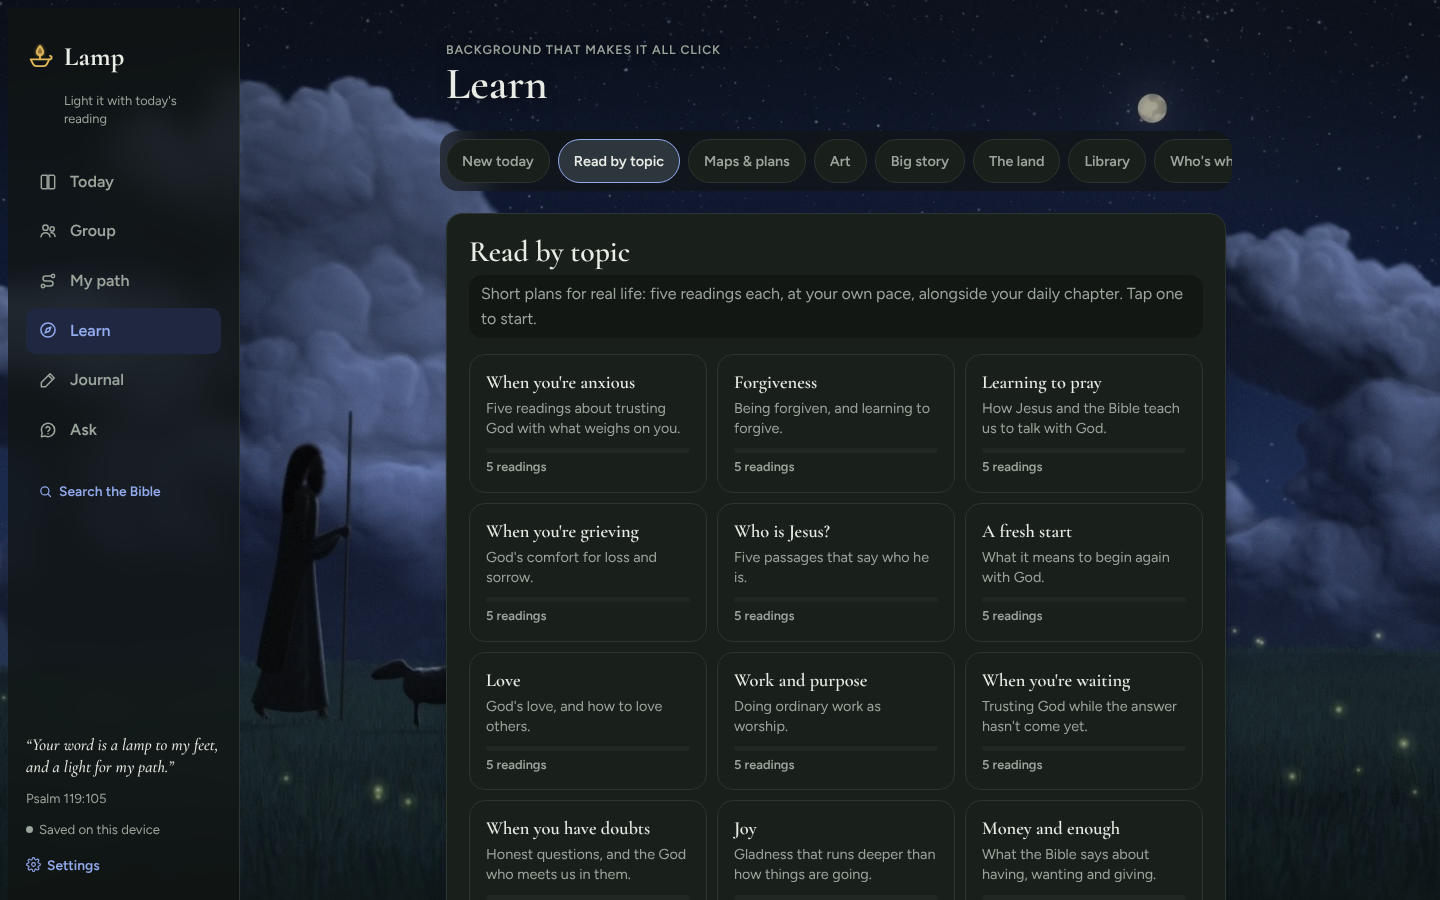 Lamp
Light it with today's
reading
Today
Group
My path
Learn
Journal
Ask
Search the Bible
“Your word is a lamp to my feet,
and a light for my path.”
Psalm 119:105
Saved on this device
Settings
BACKGROUND THAT MAKES IT ALL CLICK
Learn
New today
Read by topic
Maps & plans
Art
Big story
The land
Library
Who's wh
Read by topic
Short plans for real life: five readings each, at your own pace, alongside your daily chapter. Tap one
to start.
When you're anxious
Five readings about trusting
God with what weighs on you.
5 readings
Forgiveness
Being forgiven, and learning to
forgive.
5 readings
Learning to pray
How Jesus and the Bible teach
us to talk with God.
5 readings
When you're grieving
God's comfort for loss and
sorrow.
5 readings
Who is Jesus?
Five passages that say who he
is.
5 readings
A fresh start
What it means to begin again
with God.
5 readings
Love
God's love, and how to love
others.
5 readings
Work and purpose
Doing ordinary work as
worship.
5 readings
When you're waiting
Trusting God while the answer
hasn't come yet.
5 readings
When you have doubts
Honest questions, and the God
who meets us in them.
Joy
Gladness that runs deeper than
how things are going.
Money and enough
What the Bible says about
having, wanting and giving.